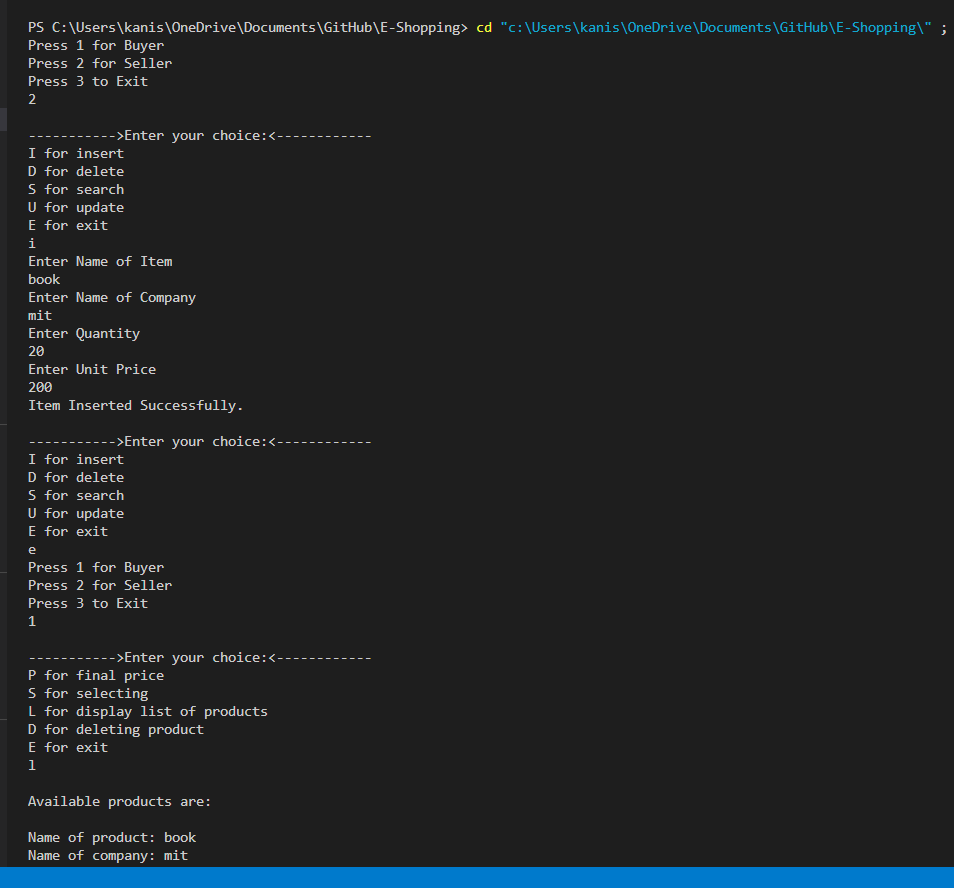 PS C:\Users\kanis\OneDrive\Documents\GitHub\E-Shopping> cd "c:\Users\kanis\OneDrive\Documents\GitHub\E-Shopping\" ;
Press 1 for Buyer
Press 2 for Seller
Press 3 to Exit
2
----------->Enter your choice:<------------
I for insert
D for delete
S for search
U for update
E for exit
i
Enter Name of Item
book
Enter Name of Company
mit
Enter Quantity
20
Enter Unit Price
200
Item Inserted Successfully.
----------->Enter your choice:<------------
I for insert
D for delete
S for search
U for update
E for exit
e
Press 1 for Buyer
Press 2 for Seller
Press 3 to Exit
1
----------->Enter your choice:<------------
P for final price
S for selecting
L for display list of products
D for deleting product
E for exit
l
Available products are:
Name of product: book
Name of company: mit